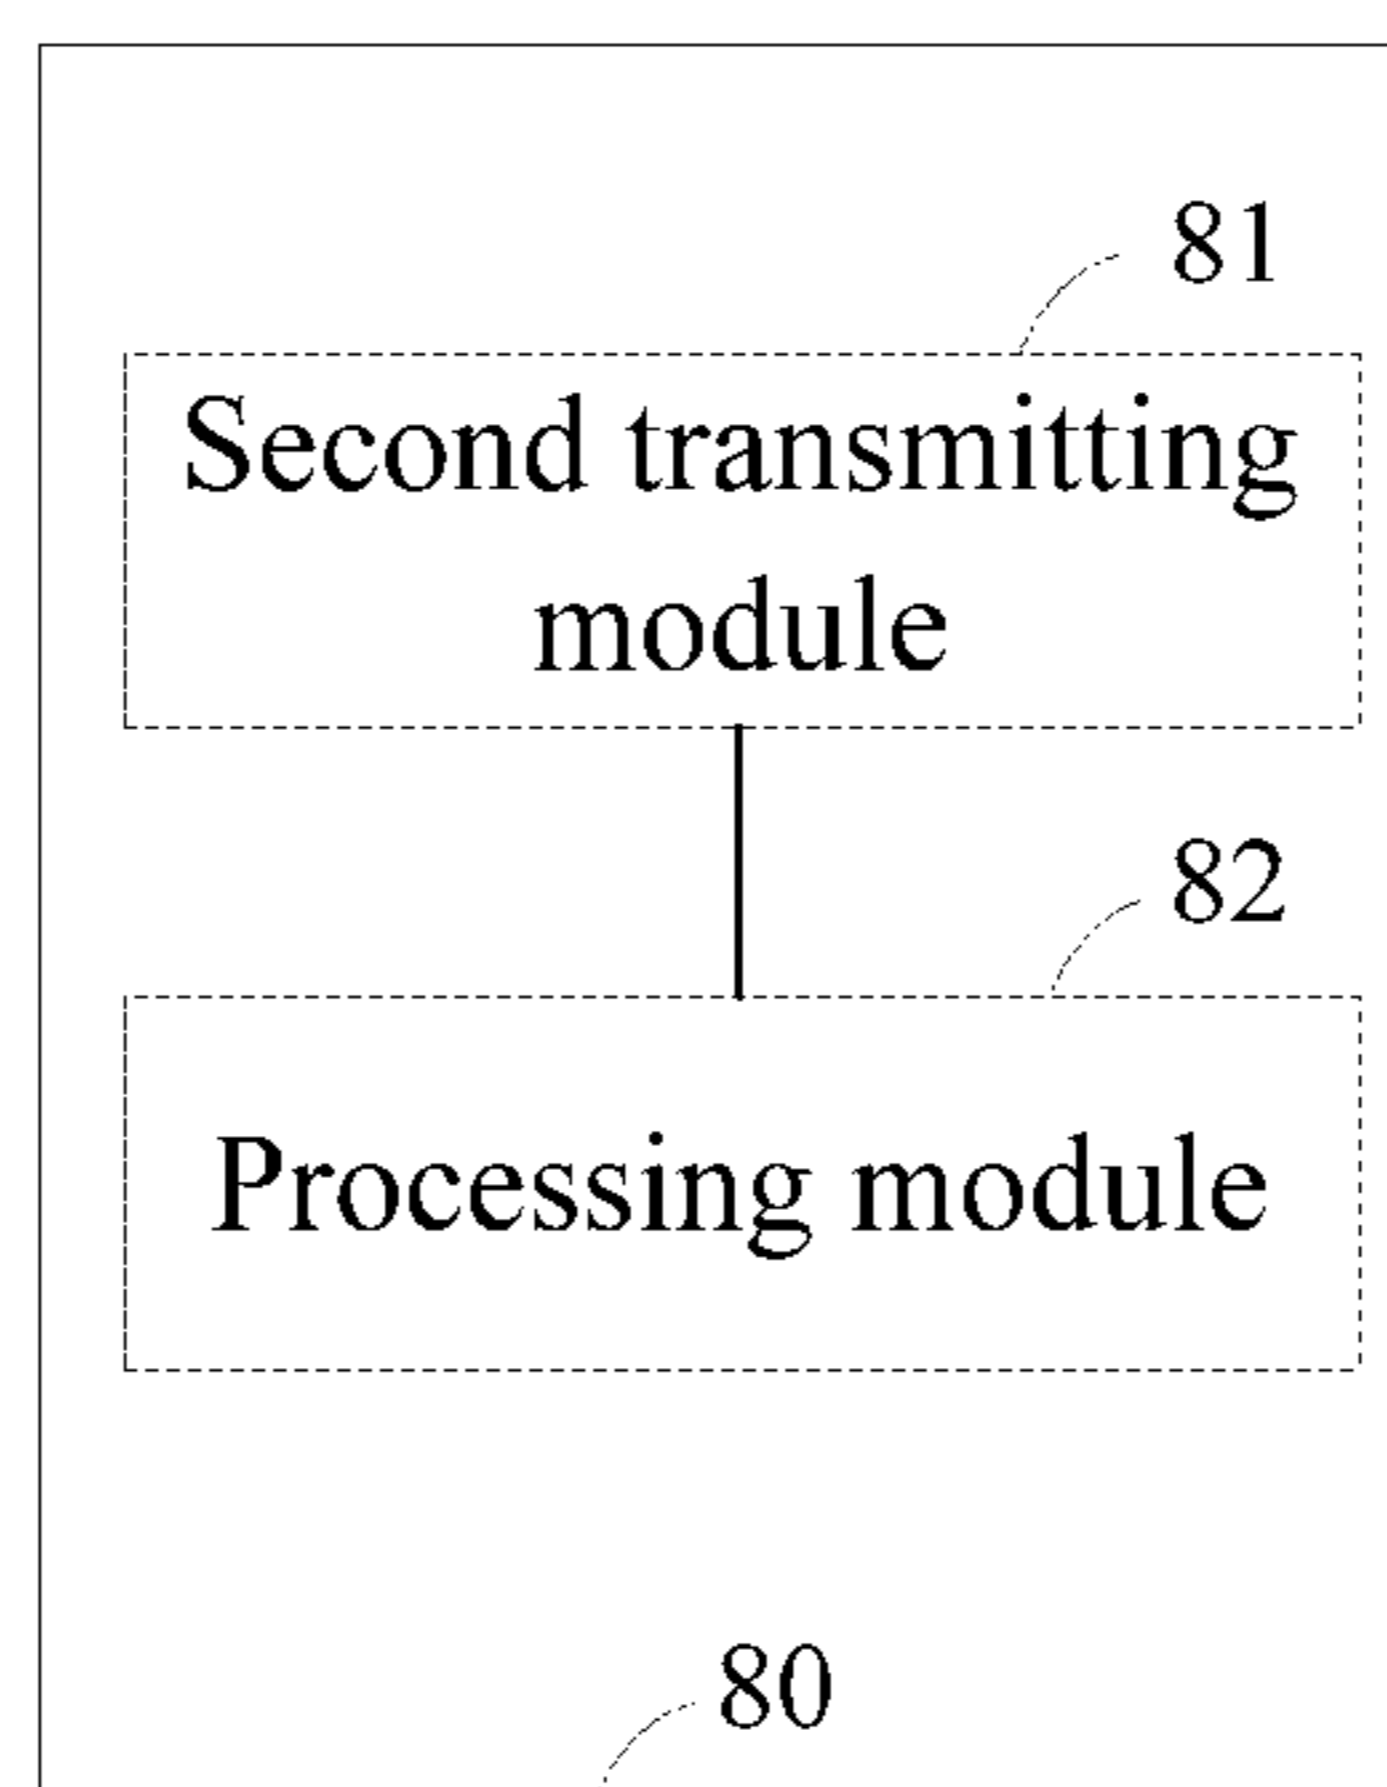 81
Second transmitting
module
82
Processing module
80